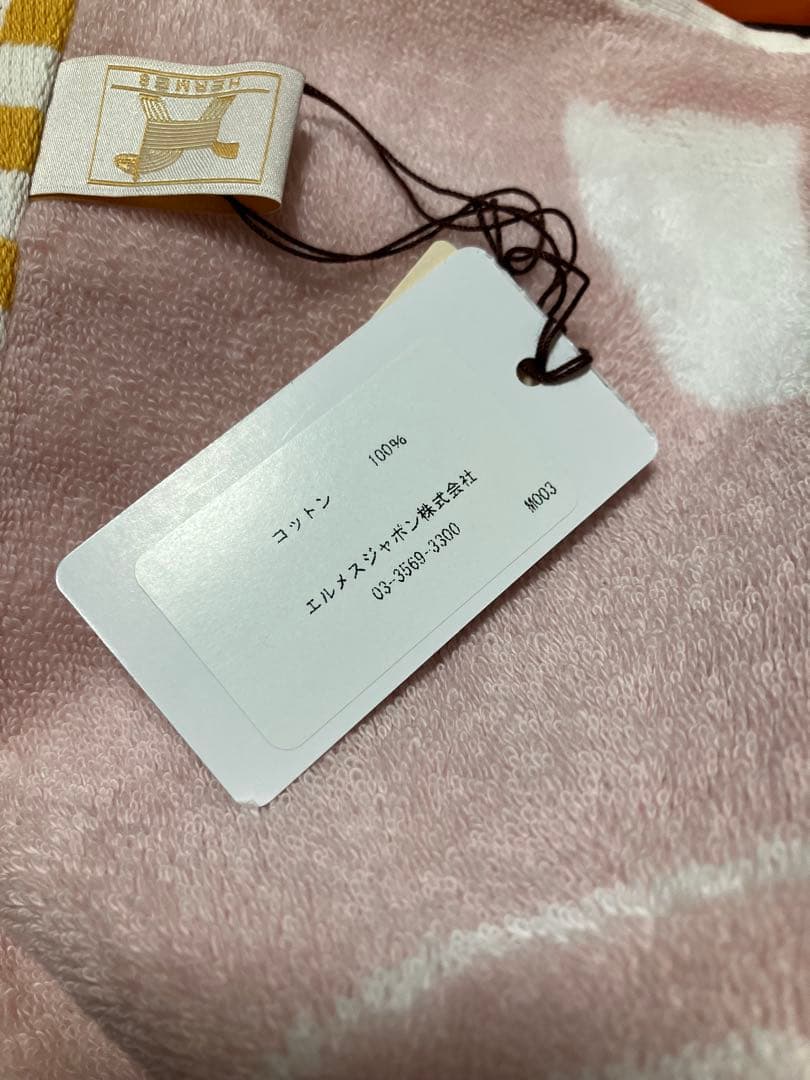 HERMES
コットン 100%
エルメスジャポン株式会社
03-3569-3300
M003